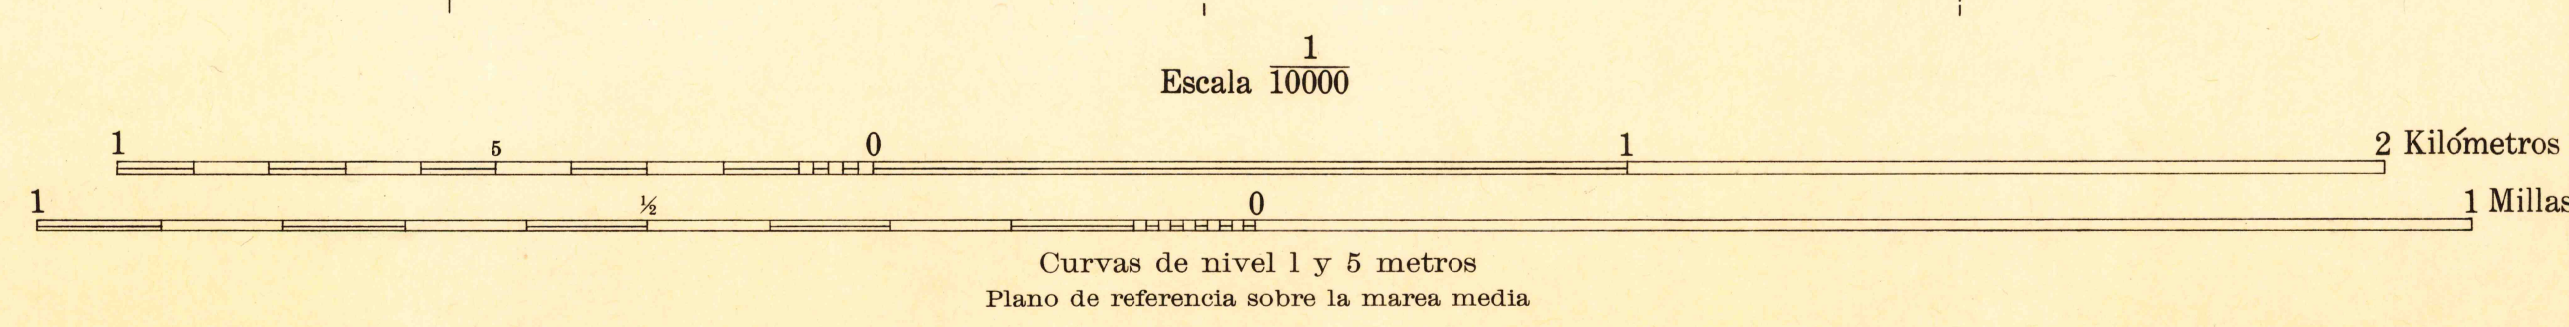 Escala 1/10000
1 5 0 1 2 Kilómetros
1 ½ 0 1 Millas
Curvas de nivel 1 y 5 metros
Plano de referencia sobre la marea media